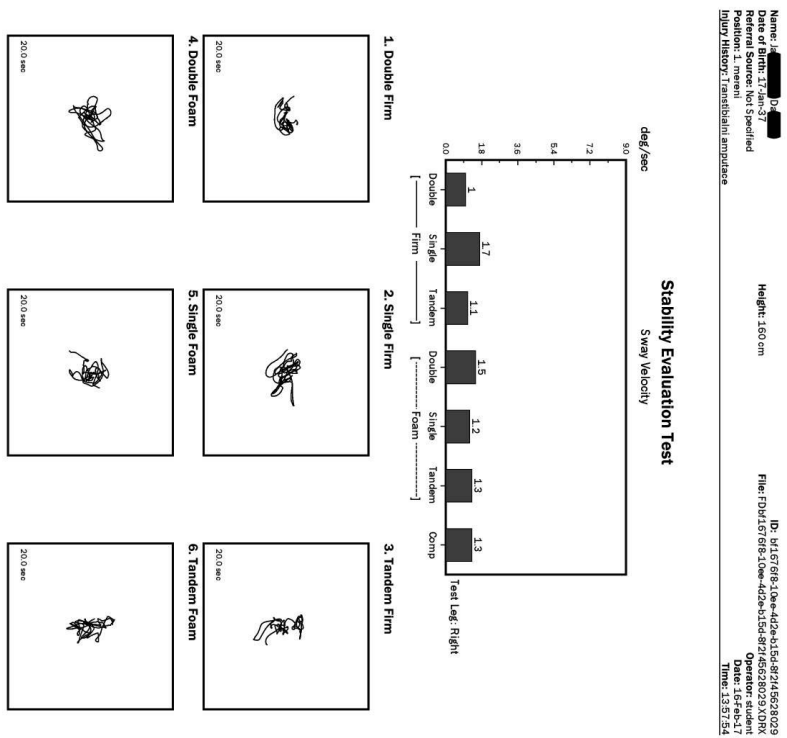 Name: Ja Da
Date of Birth: 17-Jan-37
Referral Source: Not Specified
Position: 1. mereni
Injury History: Transtibialni amputace
Height: 160 cm
ID: bf1676f8-10ee-4d2e-b15d-8f2f45628029
File: FDbf1676f8-10ee-4d2e-b15d-8f2f45628029.XDRX
Operator: student
Date: 16-Feb-17
Time: 13:57:54
Stability Evaluation Test
deg/sec
Sway Velocity
9.0
7.2
5.4
3.6
1.8
0.0
1
1.7
1.1
1.5
1.2
1.3
1.3
Double Single Tandem Double Single Tandem Comp
[ Firm ] [ Foam ]
Test Leg: Right
1. Double Firm
2. Single Firm
3. Tandem Firm
20.0 sec
20.0 sec
20.0 sec
4. Double Foam
5. Single Foam
6. Tandem Foam
20.0 sec
20.0 sec
20.0 sec